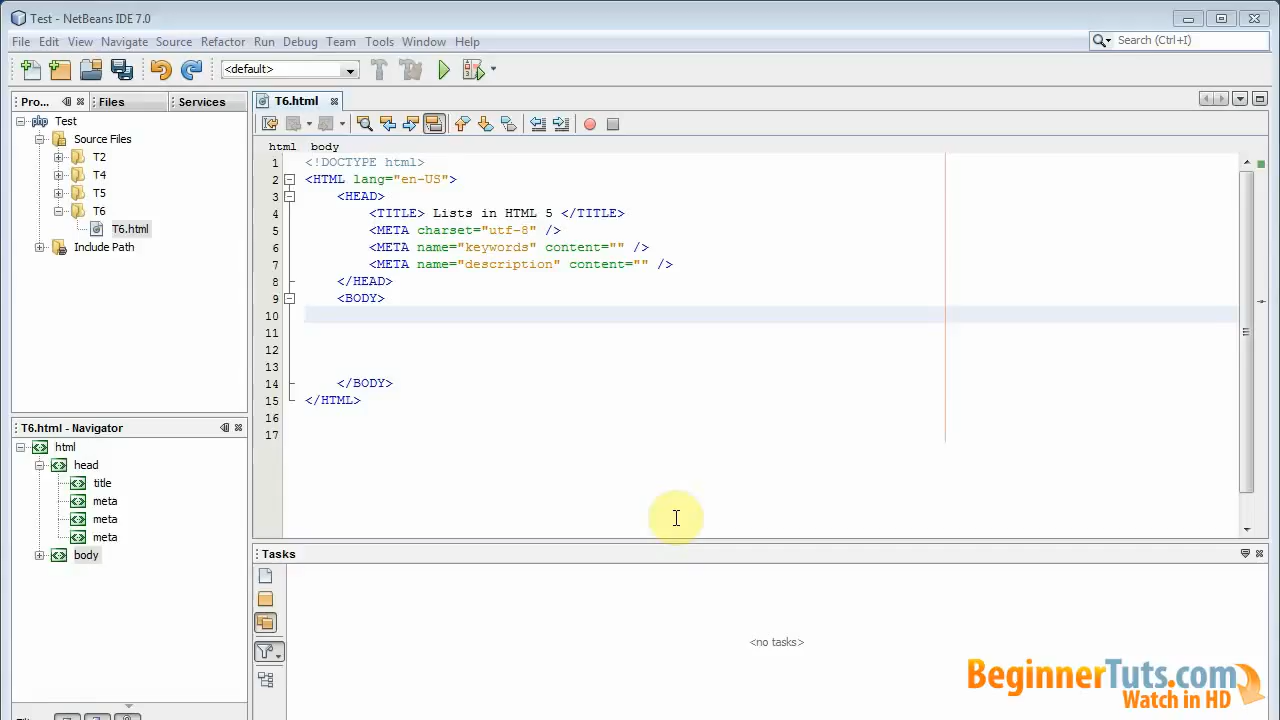 Test - NetBeans IDE 7.0
File Edit View Navigate Source Refactor Run Debug Team Tools Window Help
Search (Ctrl+I)
<default>
Pro... Files Services
T6.html
Test
Source Files
T2
T4
T5
T6
T6.html
Include Path
html body
1 <!DOCTYPE html>
2 <HTML lang="en-US">
3 <HEAD>
4 <TITLE> Lists in HTML 5 </TITLE>
5 <META charset="utf-8" />
6 <META name="keywords" content="" />
7 <META name="description" content="" />
8 </HEAD>
9 <BODY>
10
11
12
13
14 </BODY>
15 </HTML>
16
17
T6.html - Navigator
html
head
title
meta
meta
meta
body
Tasks
<no tasks>
BeginnerTuts.com
Watch in HD